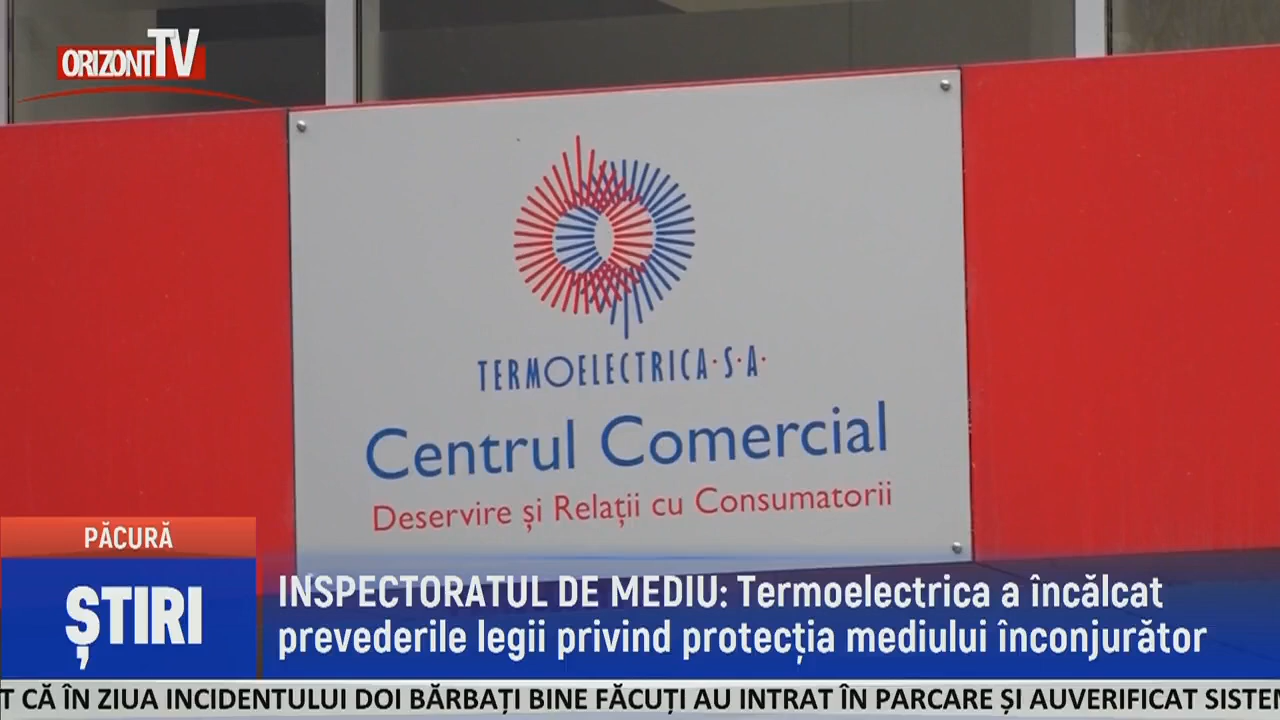 ORIZONT TV
TERMOELECTRICA·S·A·
Centrul Comercial
Deservire și Relații cu Consumatorii
PĂCURĂ
ȘTIRI
INSPECTORATUL DE MEDIU: Termoelectrica a încălcat
prevederile legii privind protecția mediului înconjurător
T CĂ ÎN ZIUA INCIDENTULUI DOI BĂRBAȚI BINE FĂCUȚI AU INTRAT ÎN PARCARE ȘI AUVERIFICAT SISTEM